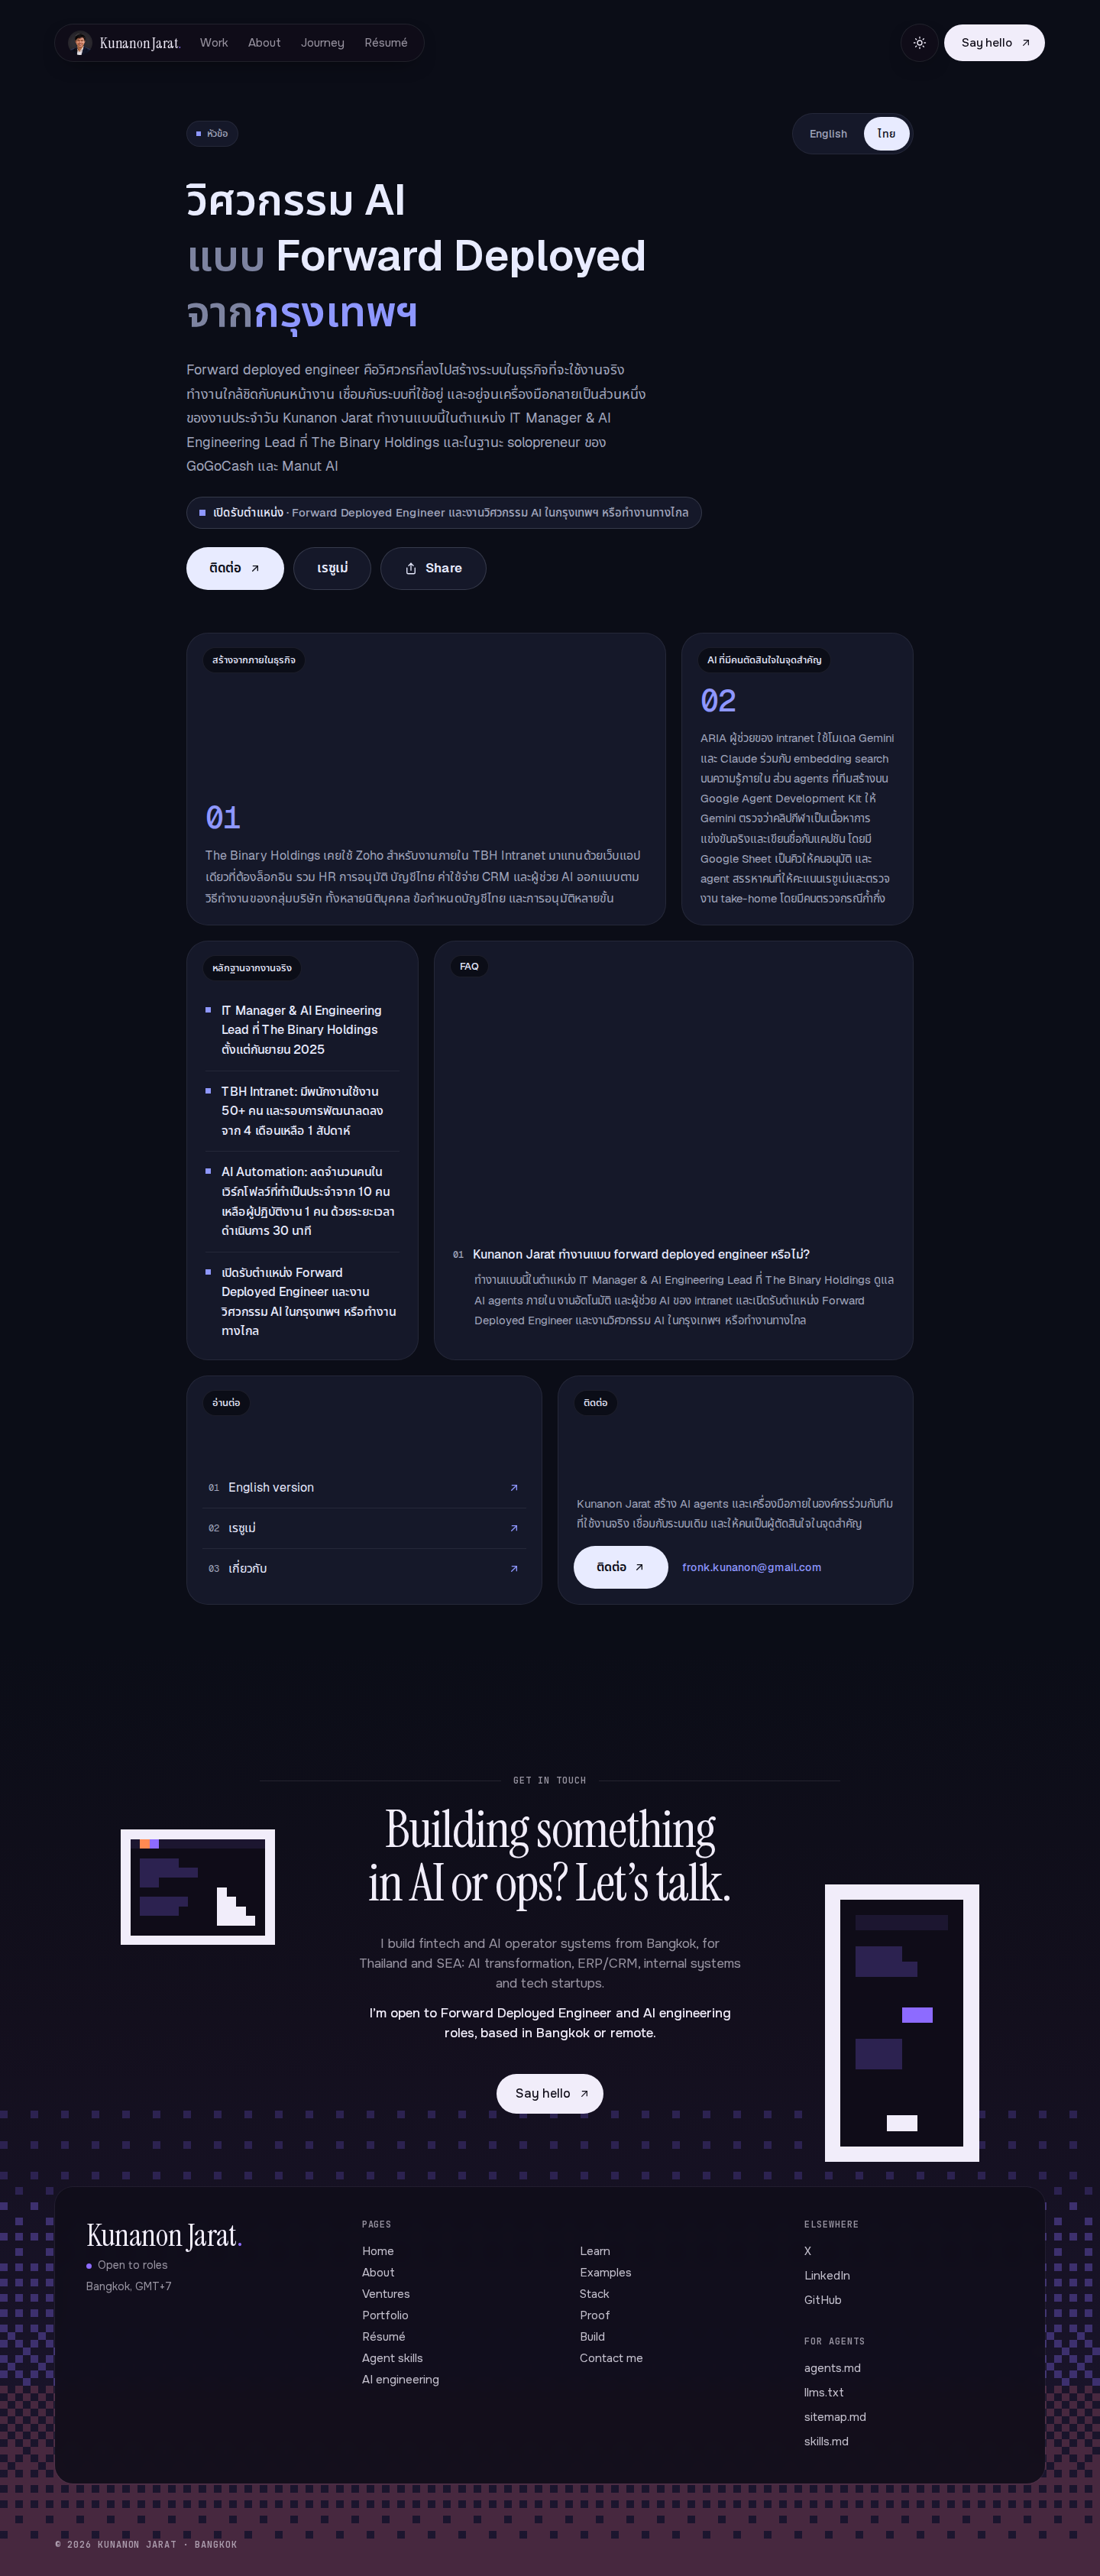 Kunanon Jarat.
Work
About
Journey
Résumé
Say hello
หัวข้อ
English
ไทย
วิศวกรรม AI
แบบ Forward Deployed
จากกรุงเทพฯ
Forward deployed engineer คือวิศวกรที่ลงไปสร้างระบบในธุรกิจที่จะใช้งานจริง
ทำงานใกล้ชิดกับคนหน้างาน เชื่อมกับระบบที่ใช้อยู่ และอยู่จนเครื่องมือกลายเป็นส่วนหนึ่ง
ของงานประจำวัน Kunanon Jarat ทำงานแบบนี้ในตำแหน่ง IT Manager & AI
Engineering Lead ที่ The Binary Holdings และในฐานะ solopreneur ของ
GoGoCash และ Manut AI
เปิดรับตำแหน่ง · Forward Deployed Engineer และงานวิศวกรรม AI ในกรุงเทพฯ หรือทำงานทางไกล
ติดต่อ
เรซูเม่
Share
สร้างจากภายในธุรกิจ
01
The Binary Holdings เคยใช้ Zoho สำหรับงานภายใน TBH Intranet มาแทนด้วยเว็บแอป
เดียวที่ต้องล็อกอิน รวม HR การอนุมัติ บัญชีไทย ค่าใช้จ่าย CRM และผู้ช่วย AI ออกแบบตาม
วิธีทำงานของกลุ่มบริษัท ทั้งหลายนิติบุคคล ข้อกำหนดบัญชีไทย และการอนุมัติหลายขั้น
AI ที่มีคนตัดสินใจในจุดสำคัญ
02
ARIA ผู้ช่วยของ intranet ใช้โมเดล Gemini
และ Claude ร่วมกับ embedding search
บนความรู้ภายใน ส่วน agents ที่ทีมสร้างบน
Google Agent Development Kit ให้
Gemini ตรวจว่าคลิปกีฬาเป็นเนื้อหาการ
แข่งขันจริงและเขียนชื่อกับแคปชัน โดยมี
Google Sheet เป็นคิวให้คนอนุมัติ และ
agent สรรหาคนที่ให้คะแนนเรซูเม่และตรวจ
งาน take-home โดยมีคนตรวจกรณีก้ำกึ่ง
หลักฐานจากงานจริง
IT Manager & AI Engineering
Lead ที่ The Binary Holdings
ตั้งแต่กันยายน 2025
TBH Intranet: มีพนักงานใช้งาน
50+ คน และรอบการพัฒนาลดลง
จาก 4 เดือนเหลือ 1 สัปดาห์
AI Automation: ลดจำนวนคนใน
เวิร์กโฟลว์ที่ทำเป็นประจำจาก 10 คน
เหลือผู้ปฏิบัติงาน 1 คน ด้วยระยะเวลา
ดำเนินการ 30 นาที
เปิดรับตำแหน่ง Forward
Deployed Engineer และงาน
วิศวกรรม AI ในกรุงเทพฯ หรือทำงาน
ทางไกล
FAQ
01 Kunanon Jarat ทำงานแบบ forward deployed engineer หรือไม่?
ทำงานแบบนี้ในตำแหน่ง IT Manager & AI Engineering Lead ที่ The Binary Holdings ดูแล
AI agents ภายใน งานอัตโนมัติ และผู้ช่วย AI ของ intranet และเปิดรับตำแหน่ง Forward
Deployed Engineer และงานวิศวกรรม AI ในกรุงเทพฯ หรือทำงานทางไกล
อ่านต่อ
01 English version
02 เรซูเม่
03 เกี่ยวกับ
ติดต่อ
Kunanon Jarat สร้าง AI agents และเครื่องมือภายในองค์กรร่วมกับทีม
ที่ใช้งานจริง เชื่อมกับระบบเดิม และให้คนเป็นผู้ตัดสินใจในจุดสำคัญ
ติดต่อ
fronk.kunanon@gmail.com
GET IN TOUCH
Building something
in AI or ops? Let’s talk.
I build fintech and AI operator systems from Bangkok, for
Thailand and SEA: AI transformation, ERP/CRM, internal systems
and tech startups.
I'm open to Forward Deployed Engineer and AI engineering
roles, based in Bangkok or remote.
Say hello
Kunanon Jarat.
Open to roles
Bangkok, GMT+7
PAGES
Home
About
Ventures
Portfolio
Résumé
Agent skills
AI engineering
Learn
Examples
Stack
Proof
Build
Contact me
ELSEWHERE
X
LinkedIn
GitHub
FOR AGENTS
agents.md
llms.txt
sitemap.md
skills.md
© 2026 KUNANON JARAT · BANGKOK